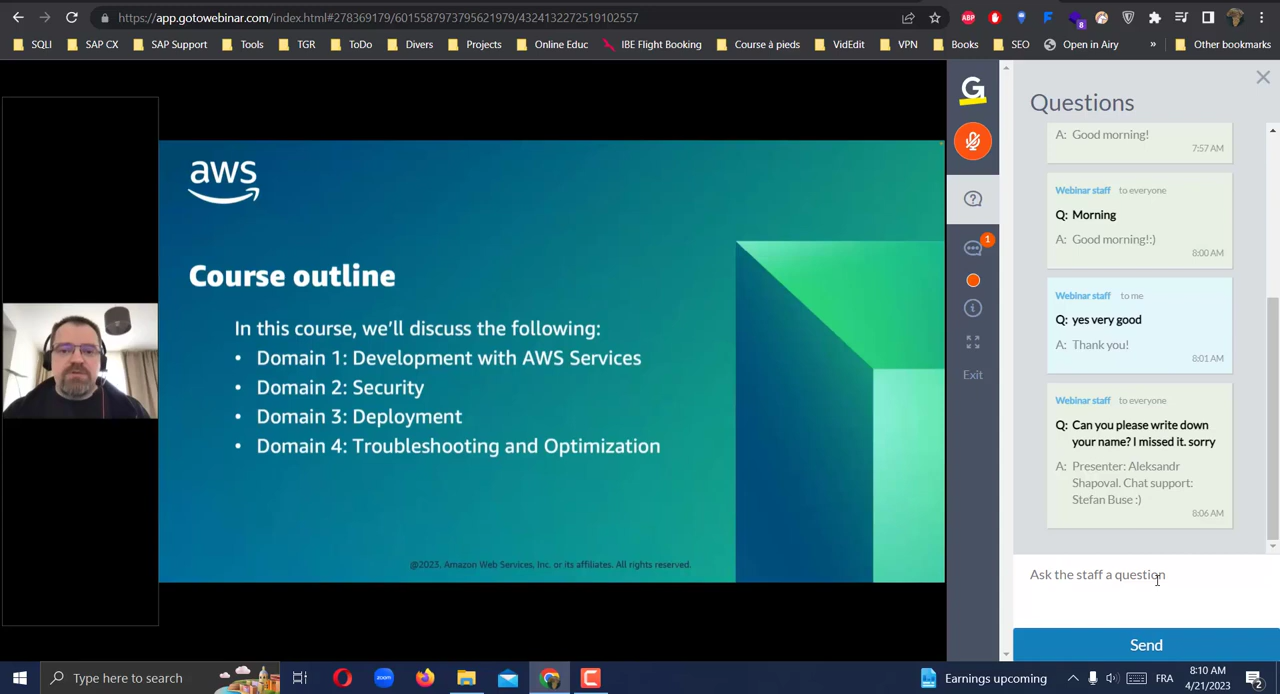 https://app.gotowebinar.com/index.html#278369179/6015587973795621979/4324132272519102557
ABP
8
SQLI
SAP CX
SAP Support
Tools
TGR
ToDo
Divers
Projects
Online Educ
IBE Flight Booking
Course à pieds
VidEdit
VPN
Books
SEO
Open in Airy
»
Other bookmarks
aws
Course outline
In this course, we'll discuss the following:
• Domain 1: Development with AWS Services
• Domain 2: Security
• Domain 3: Deployment
• Domain 4: Troubleshooting and Optimization
@2023. Amazon Web Services, Inc. or its affiliates. All rights reserved.
G
1
Exit
Questions
A: Good morning!
7:57 AM
Webinar staff to everyone
Q: Morning
A: Good morning!:)
8:00 AM
Webinar staff to me
Q: yes very good
A: Thank you!
8:01 AM
Webinar staff to everyone
Q: Can you please write down
your name? I missed it. sorry
A: Presenter: Aleksandr
Shapoval. Chat support:
Stefan Buse :)
8:06 AM
Ask the staff a question
Send
Type here to search
zoom
Earnings upcoming
FRA
8:10 AM
4/21/2023
2